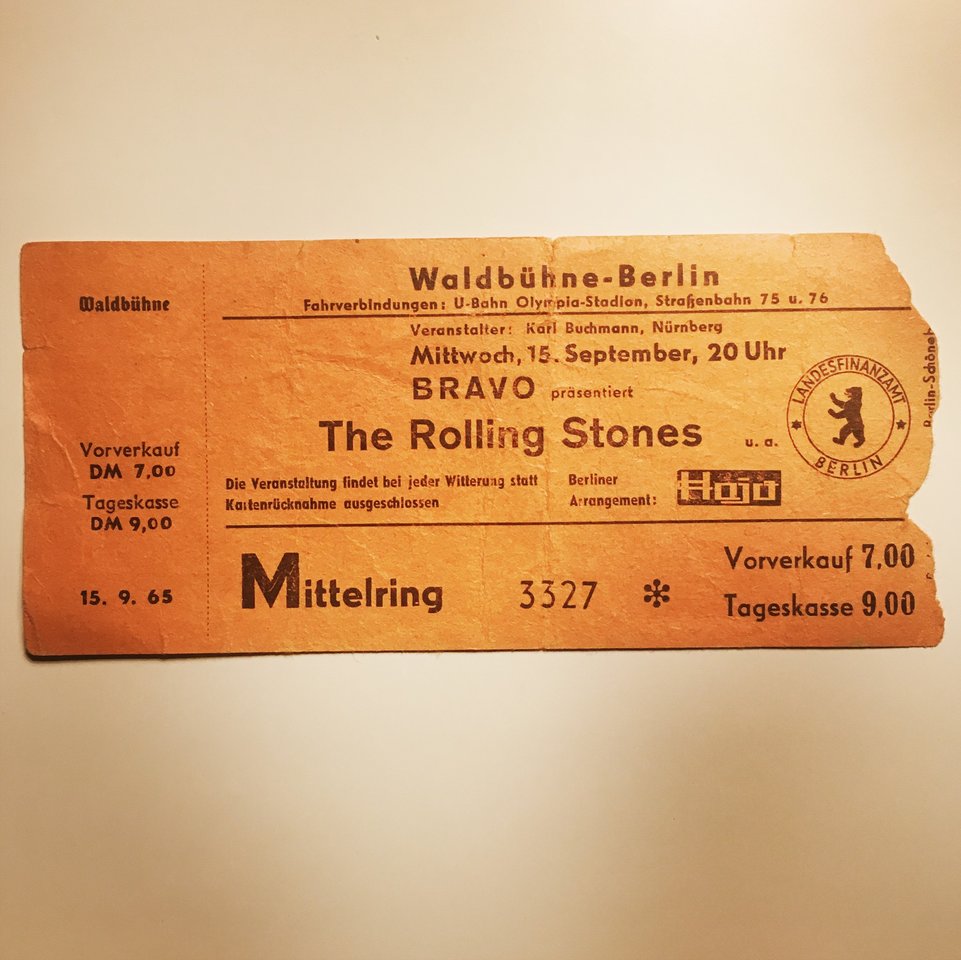 Waldbühne
Vorverkauf
DM 7,00
Tageskasse
DM 9,00
15. 9. 65
Waldbühne-Berlin
Fahrverbindungen: U-Bahn Olympia-Stadion, Straßenbahn 75 u. 76
Veranstalter: Karl Buchmann, Nürnberg
Mittwoch, 15. September, 20 Uhr
BRAVO präsentiert
The Rolling Stones u. a.
Die Veranstaltung findet bei jeder Witterung statt
Kartenrücknahme ausgeschlossen
Berliner
Arrangement: Hajo
LANDESFINANZAMT
BERLIN
Mittelring 3327 *
Vorverkauf 7,00
Tageskasse 9,00